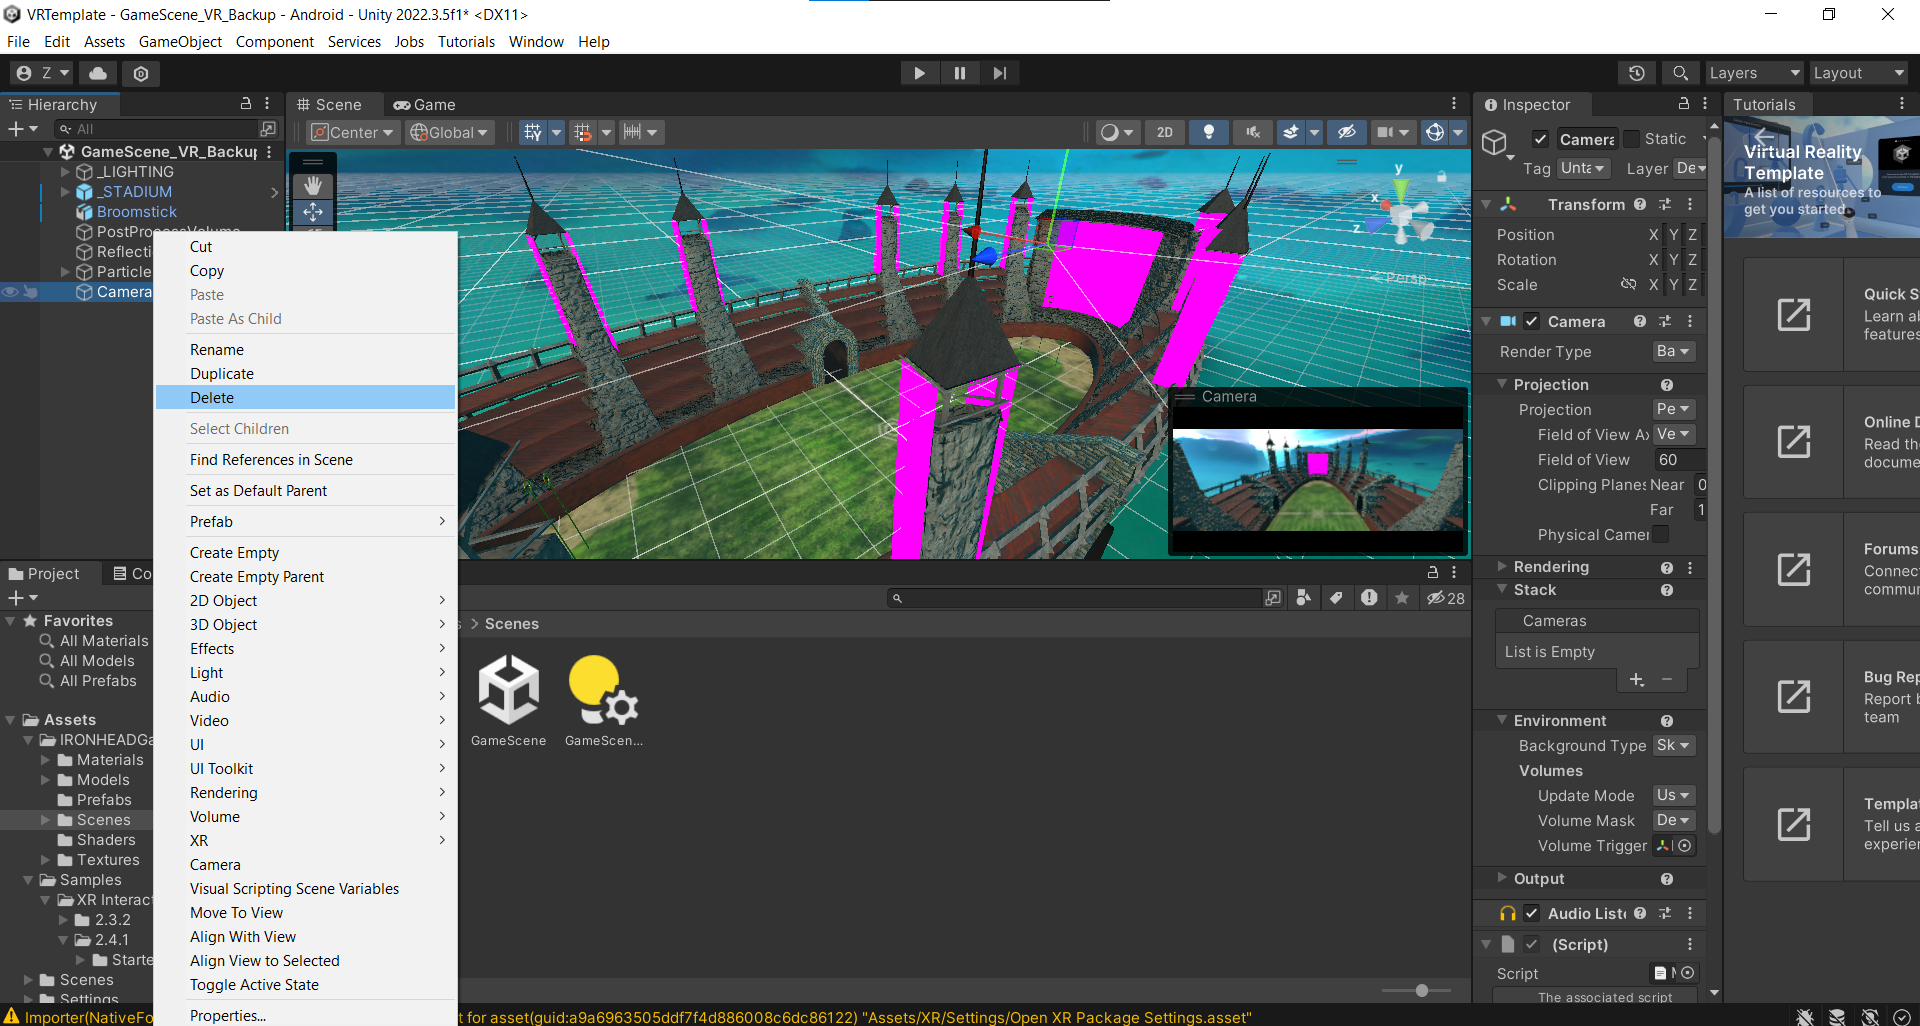 VRTemplate - GameScene_VR_Backup - Android - Unity 2022.3.5f1* <DX11>
File Edit Assets GameObject Component Services Jobs Tutorials Window Help
Z
Layers Layout
Hierarchy
All
GameScene_VR_Backup
_LIGHTING
_STADIUM
Broomstick
PostProcessVolume
Reflecti
Particle
Camera
Cut
Copy
Paste
Paste As Child
Rename
Duplicate
Delete
Select Children
Find References in Scene
Set as Default Parent
Prefab
Create Empty
Create Empty Parent
2D Object
3D Object
Effects
Light
Audio
Video
UI
UI Toolkit
Rendering
Volume
XR
Camera
Visual Scripting Scene Variables
Move To View
Align With View
Align View to Selected
Toggle Active State
Properties...
Scene Game
Center Global 2D
y
x
z
Persp
Camera
Project Co
Favorites
All Materials
All Models
All Prefabs
Assets
IRONHEADGa
Materials
Models
Prefabs
Scenes
Shaders
Textures
Samples
XR Interact
2.3.2
2.4.1
Starte
Scenes
Settings
28
s > Scenes
GameScene GameScen...
Inspector
Camera Static
Tag Unta Layer De
Transform
Position X Y Z
Rotation X Y Z
Scale X Y Z
Camera
Render Type Ba
Projection
Projection Pe
Field of View Ax Ve
Field of View 60
Clipping Planes Near 0
Far 1
Physical Camer
Rendering
Stack
Cameras
List is Empty
Environment
Background Type Sk
Volumes
Update Mode Us
Volume Mask De
Volume Trigger
Output
Audio Liste
(Script)
Script
The associated script
Tutorials
Virtual Reality
Template
A list of resources to
get you started
Quick S
Learn ab
features
Online D
Read the
docume
Forums
Connect
commun
Bug Rep
Report b
team
Templat
Tell us a
experien
Importer(NativeFo t for asset(guid:a9a6963505ddf7f4d886008c6dc86122) "Assets/XR/Settings/Open XR Package Settings.asset"